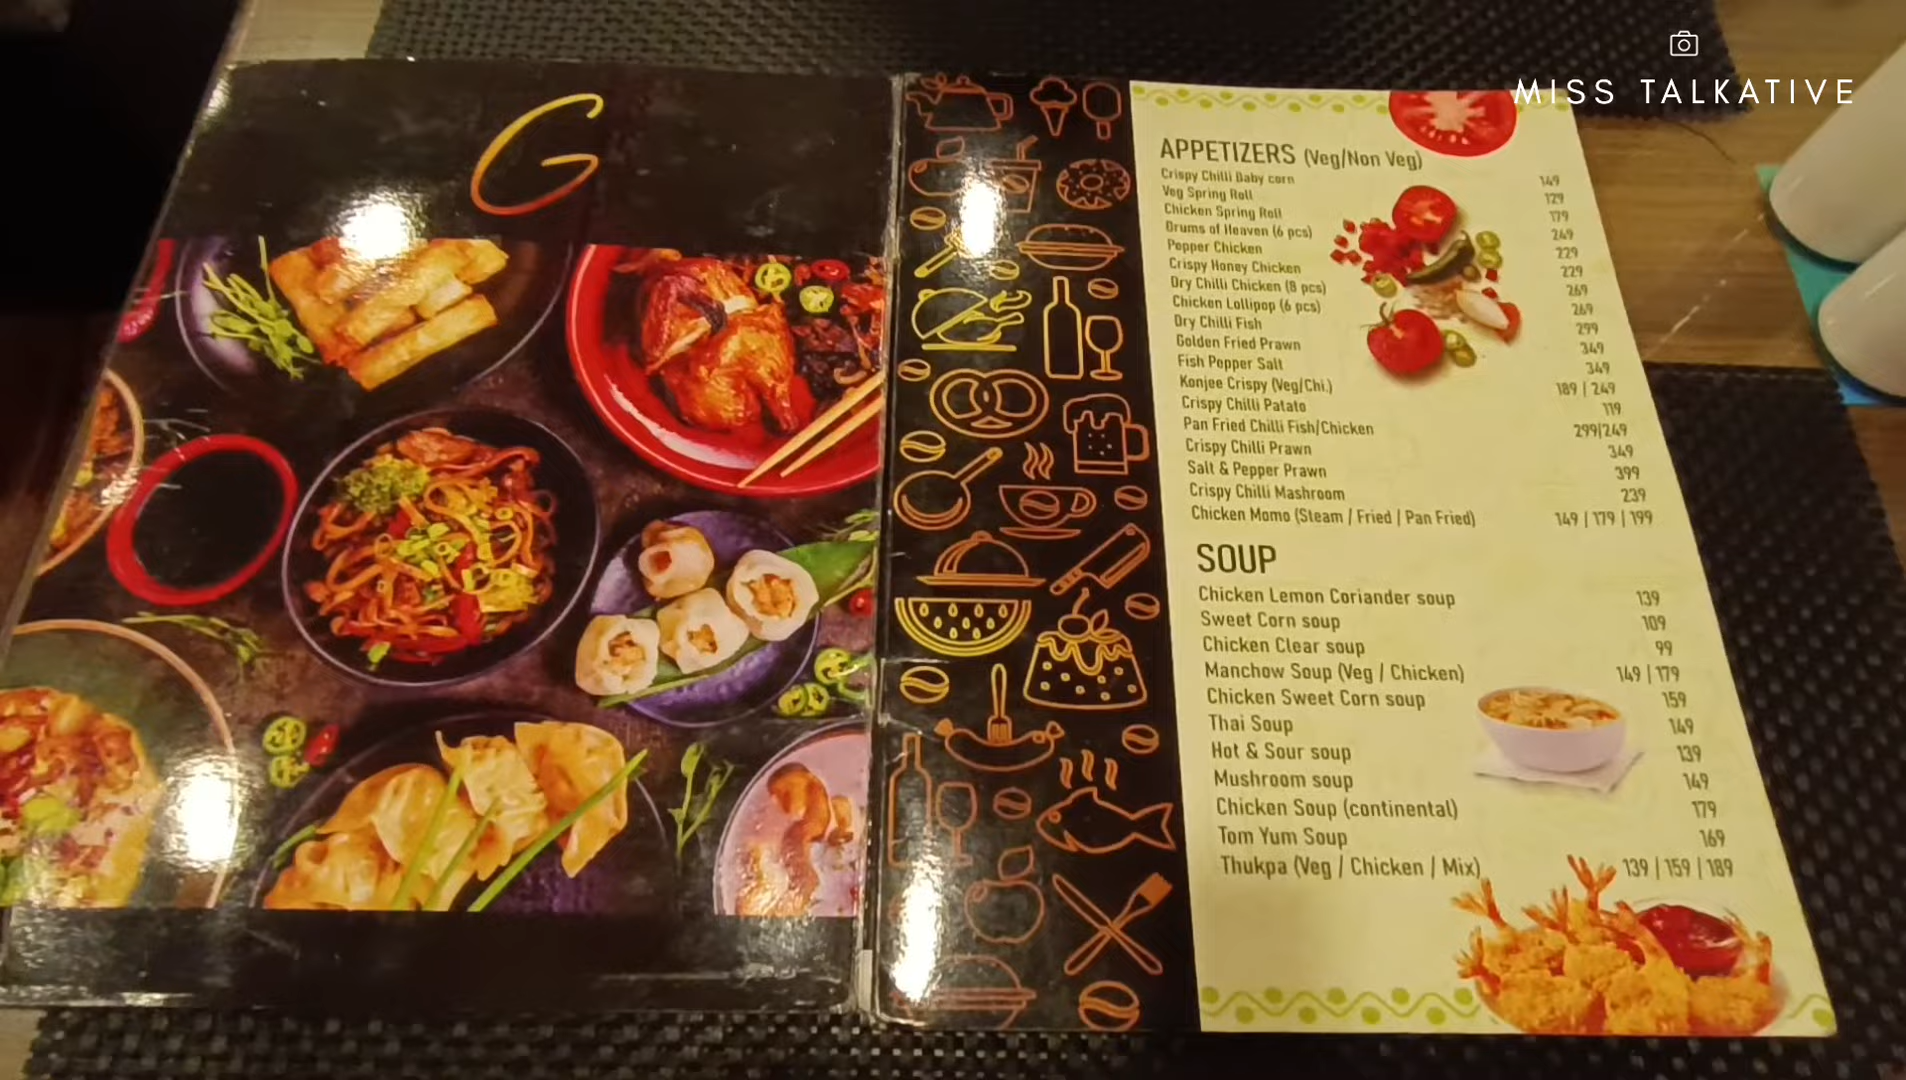 MISS TALKATIVE
G
APPETIZERS (Veg/Non Veg)
Crispy Chilli Baby corn 149
Veg Spring Roll 129
Chicken Spring Roll 179
Drums of Heaven (6 pcs) 249
Pepper Chicken 229
Crispy Honey Chicken 229
Dry Chilli Chicken (8 pcs) 269
Chicken Lollipop (6 pcs) 269
Dry Chilli Fish 299
Golden Fried Prawn 349
Fish Pepper Salt 349
Konjee Crispy (Veg/Chi.) 189 | 249
Crispy Chilli Patato 119
Pan Fried Chilli Fish/Chicken 299|249
Crispy Chilli Prawn 349
Salt & Pepper Prawn 399
Crispy Chilli Mashroom 239
Chicken Momo (Steam / Fried / Pan Fried) 149 | 179 | 199
SOUP
Chicken Lemon Coriander soup 139
Sweet Corn soup 109
Chicken Clear soup 99
Manchow Soup (Veg / Chicken) 149 | 179
Chicken Sweet Corn soup 159
Thai Soup 149
Hot & Sour soup 139
Mushroom soup 149
Chicken Soup (continental) 179
Tom Yum Soup 169
Thukpa (Veg / Chicken / Mix) 139 | 159 | 189